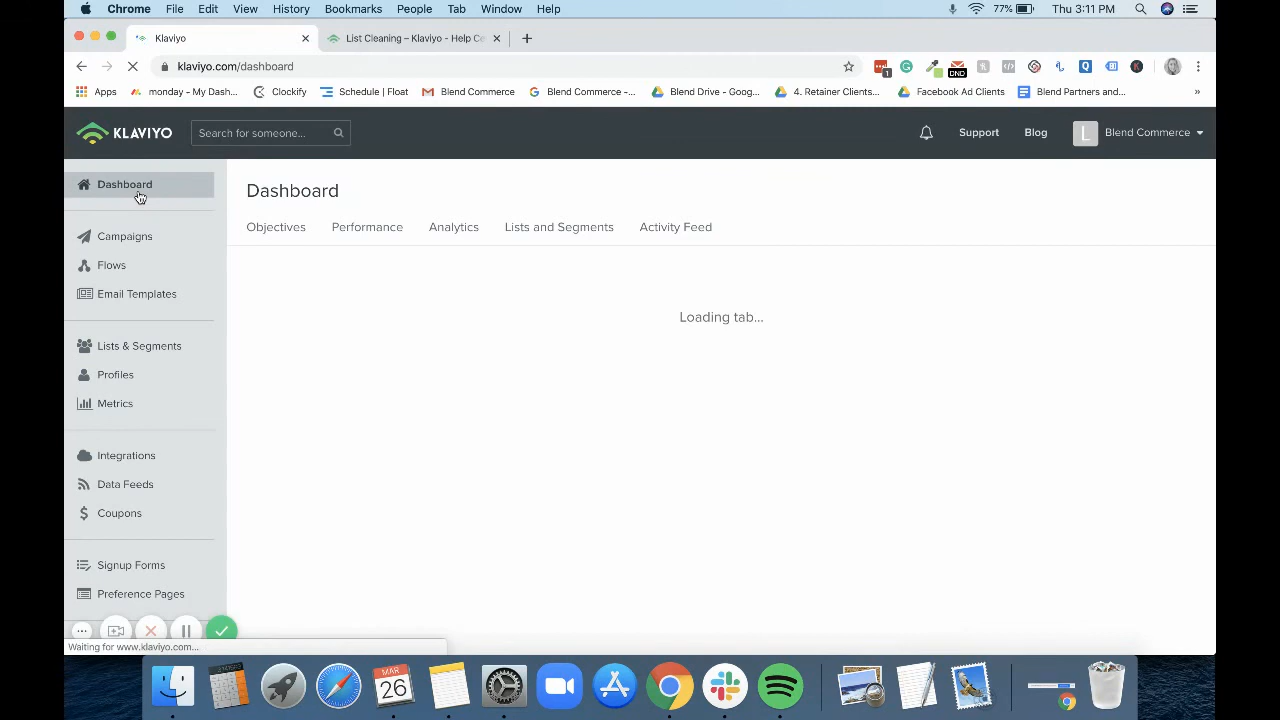 Chrome File Edit View History Bookmarks People Tab Window Help 77% Thu 3:11 PM
Klaviyo List Cleaning – Klaviyo - Help Ce
klaviyo.com/dashboard 1 DND
Apps monday - My Dash... Clockify Schedule | Float Blend Commerce... Blend Commerce -... Blend Drive - Goog... 4. Retainer Clients... Facebook Ad Clients Blend Partners and... »
KLAVIYO Search for someone... Support Blog L Blend Commerce
Dashboard
Campaigns
Flows
Email Templates
Lists & Segments
Profiles
Metrics
Integrations
Data Feeds
Coupons
Signup Forms
Preference Pages
Dashboard
Objectives Performance Analytics Lists and Segments Activity Feed
Loading tab...
Waiting for www.klaviyo.com...
MAR
26